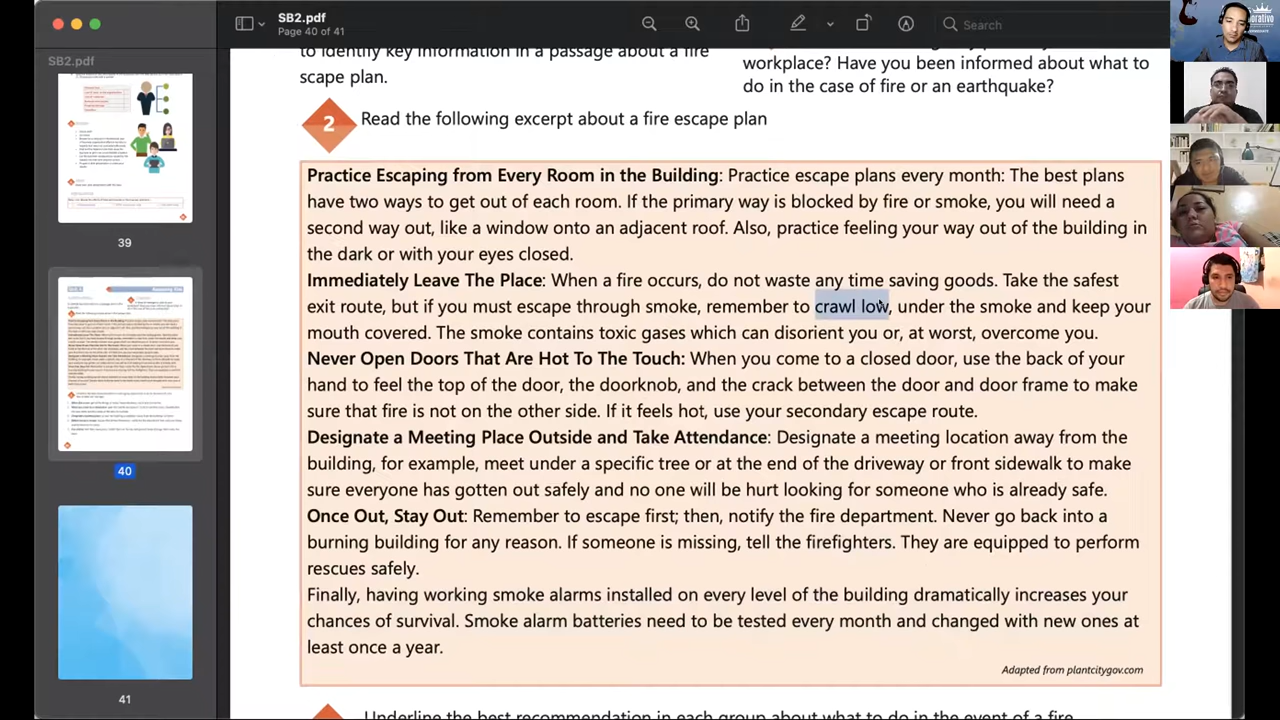 SB2.pdf
Page 40 of 41
Search
SB2.pdf
39
40
41
to identify key information in a passage about a fire
scape plan.
workplace? Have you been informed about what to
do in the case of fire or an earthquake?
2
Read the following excerpt about a fire escape plan
Practice Escaping from Every Room in the Building: Practice escape plans every month: The best plans
have two ways to get out of each room. If the primary way is blocked by fire or smoke, you will need a
second way out, like a window onto an adjacent roof. Also, practice feeling your way out of the building in
the dark or with your eyes closed.
Immediately Leave The Place: When a fire occurs, do not waste any time saving goods. Take the safest
exit route, but if you must escape through smoke, remember to crawl low, under the smoke and keep your
mouth covered. The smoke contains toxic gases which can disorient you or, at worst, overcome you.
Never Open Doors That Are Hot To The Touch: When you come to a closed door, use the back of your
hand to feel the top of the door, the doorknob, and the crack between the door and door frame to make
sure that fire is not on the other side. If it feels hot, use your secondary escape route.
Designate a Meeting Place Outside and Take Attendance: Designate a meeting location away from the
building, for example, meet under a specific tree or at the end of the driveway or front sidewalk to make
sure everyone has gotten out safely and no one will be hurt looking for someone who is already safe.
Once Out, Stay Out: Remember to escape first; then, notify the fire department. Never go back into a
burning building for any reason. If someone is missing, tell the firefighters. They are equipped to perform
rescues safely.
Finally, having working smoke alarms installed on every level of the building dramatically increases your
chances of survival. Smoke alarm batteries need to be tested every month and changed with new ones at
least once a year.
Adapted from plantcitygov.com
Underline the best recommendation in each group about what to do in the event of a fire